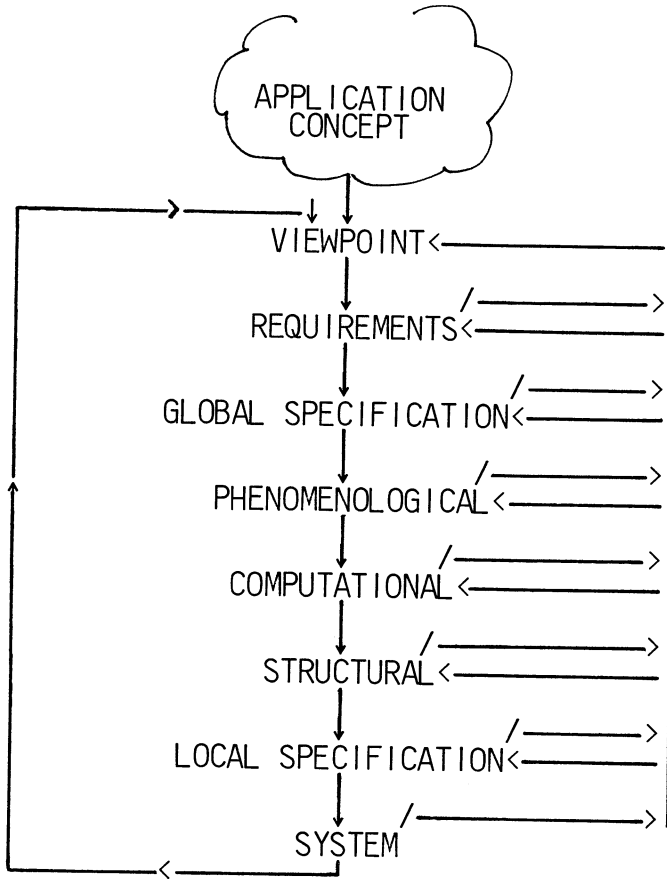 APPLICATION
CONCEPT
VIEWPOINT
REQUIREMENTS
GLOBAL SPECIFICATION
PHENOMENOLOGICAL
COMPUTATIONAL
STRUCTURAL
LOCAL SPECIFICATION
SYSTEM